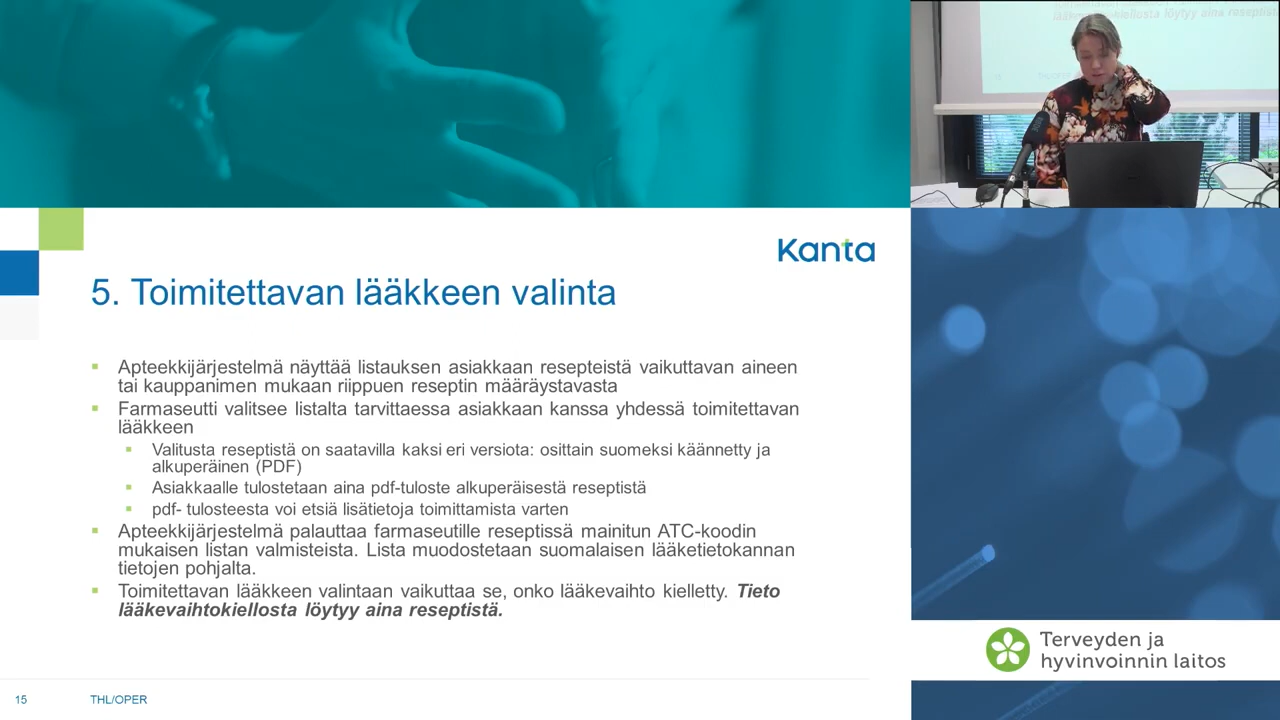 lääkevaihtokiellosta löytyy aina reseptistä
Kanta
5. Toimitettavan lääkkeen valinta
Apteekkijärjestelmä näyttää listauksen asiakkaan resepteistä vaikuttavan aineen
tai kauppanimen mukaan riippuen reseptin määräystavasta
Farmaseutti valitsee listalta tarvittaessa asiakkaan kanssa yhdessä toimitettavan
lääkkeen
Valitusta reseptistä on saatavilla kaksi eri versiota: osittain suomeksi käännetty ja
alkuperäinen (PDF)
Asiakkaalle tulostetaan aina pdf-tuloste alkuperäisestä reseptistä
pdf- tulosteesta voi etsiä lisätietoja toimittamista varten
Apteekkijärjestelmä palauttaa farmaseutille reseptissä mainitun ATC-koodin
mukaisen listan valmisteista. Lista muodostetaan suomalaisen lääketietokannan
tietojen pohjalta.
Toimitettavan lääkkeen valintaan vaikuttaa se, onko lääkevaihto kielletty. Tieto
lääkevaihtokiellosta löytyy aina reseptistä.
15 THL/OPER
Terveyden ja
hyvinvoinnin laitos